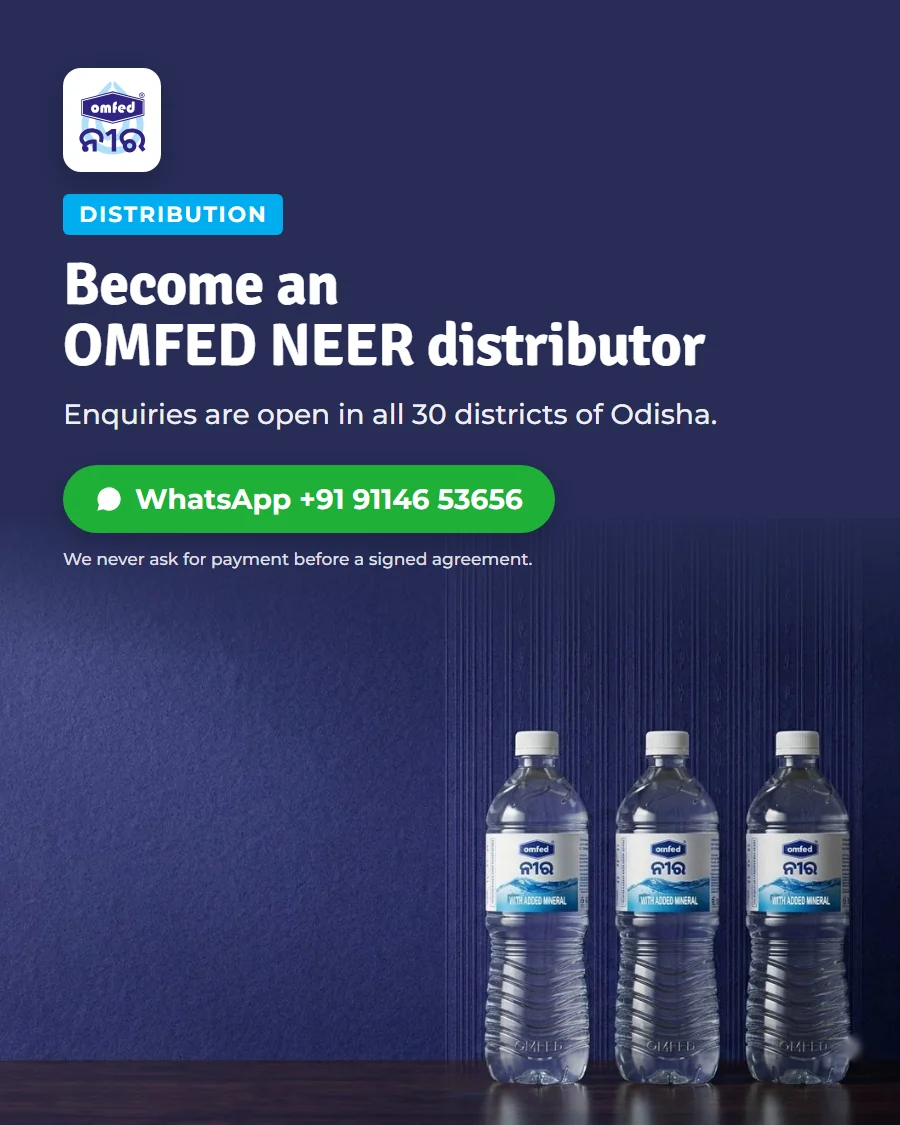 omfed ®
ନୀର
DISTRIBUTION
Become an
OMFED NEER distributor
Enquiries are open in all 30 districts of Odisha.
WhatsApp +91 91146 53656
We never ask for payment before a signed agreement.
omfed
ନୀର
WITH ADDED MINERAL
OMFED
omfed
ନୀର
WITH ADDED MINERAL
OMFED
omfed
ନୀର
WITH ADDED MINERAL
OMFED